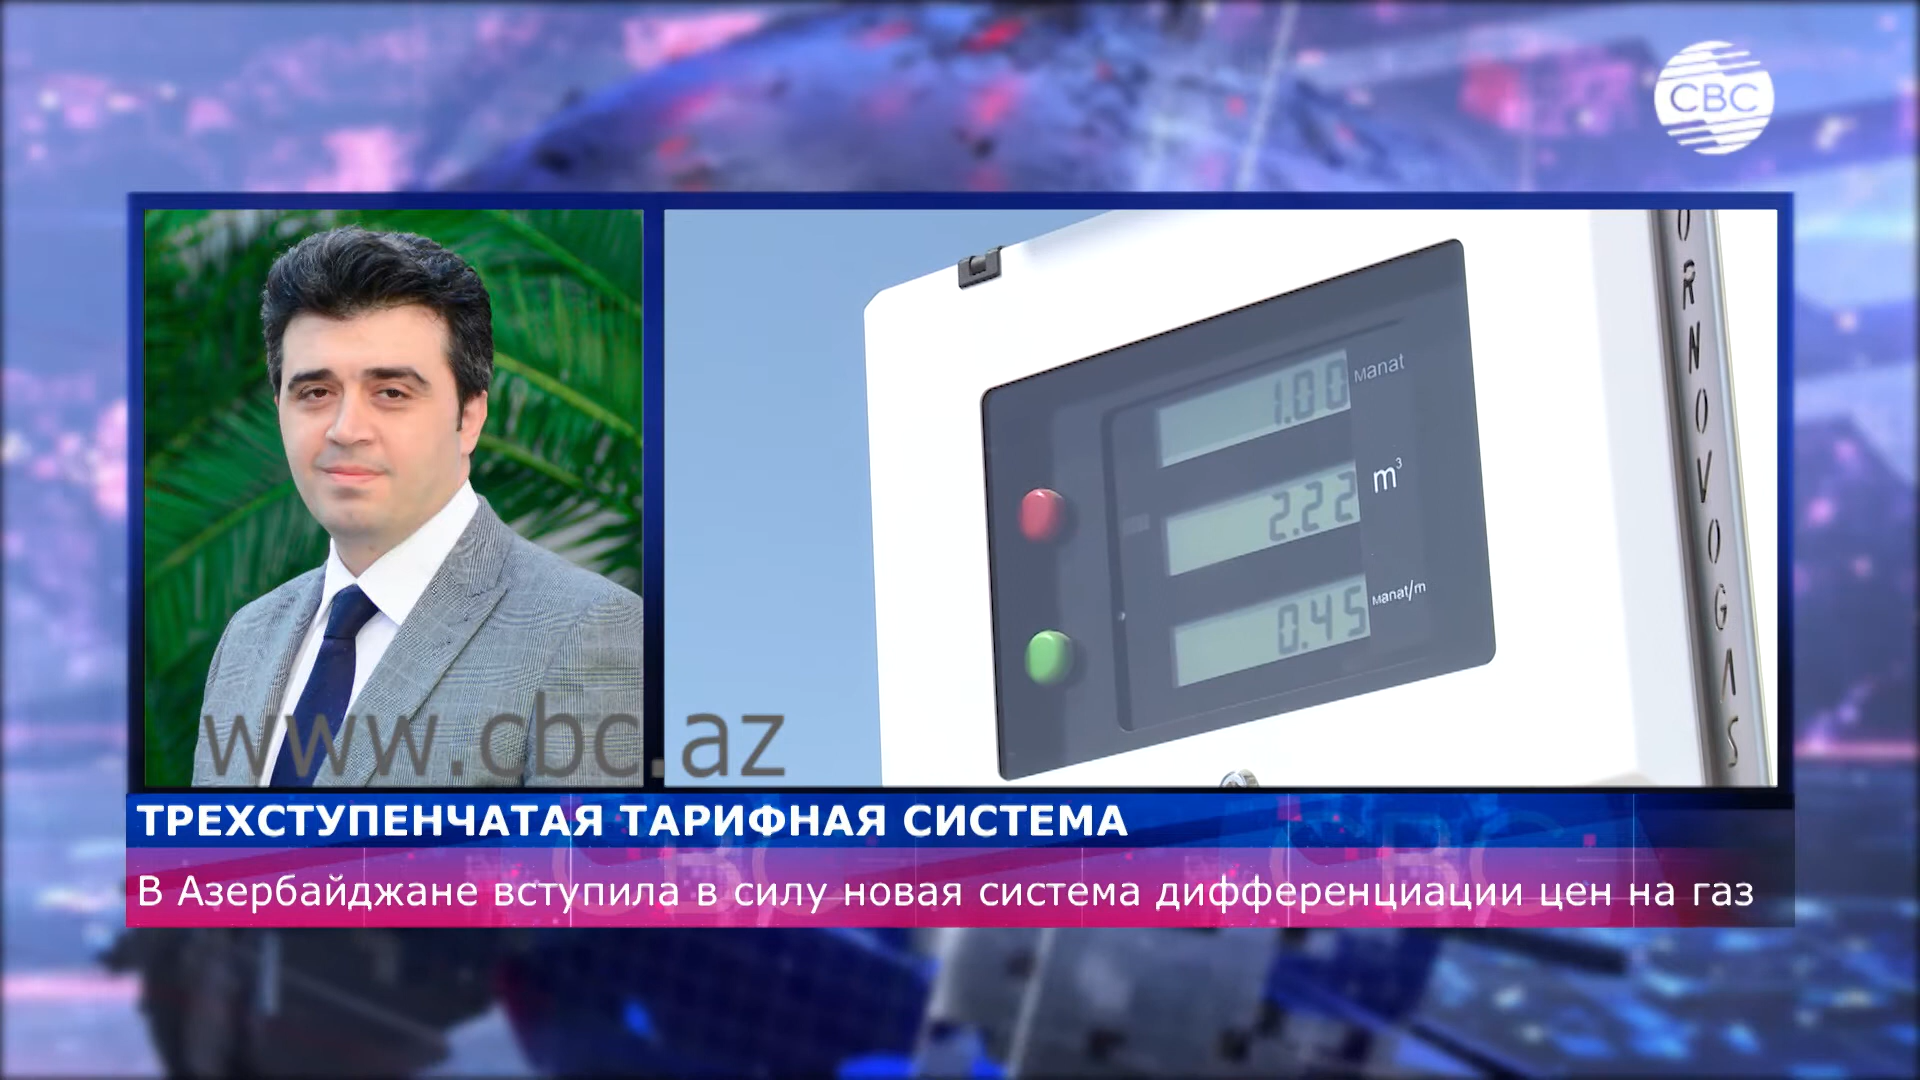 CBC
ORNOVOGAS
1.00 Manat
2.22 m³
0.45 Manat/m
www.cbc.az
ТРЕХСТУПЕНЧАТАЯ ТАРИФНАЯ СИСТЕМА
В Азербайджане вступила в силу новая система дифференциации цен на газ